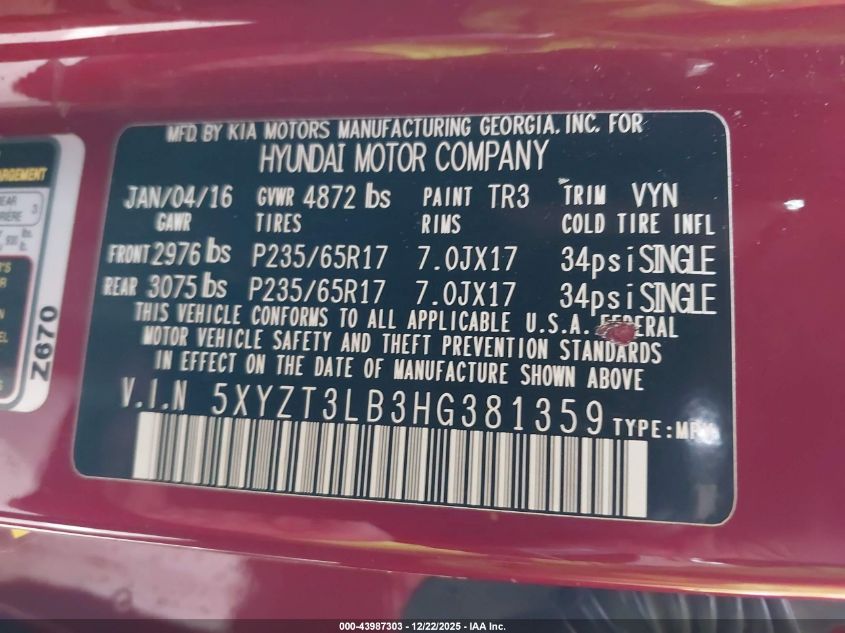 MFD. BY KIA MOTORS MANUFACTURING GEORGIA, INC. FOR
HYUNDAI MOTOR COMPANY
JAN/04/16 GVWR 4872 lbs PAINT TR3 TRIM VYN
GAWR TIRES RIMS COLD TIRE INFL
FRONT 2976 lbs P235/65R17 7.0JX17 34psi SINGLE
REAR 3075 lbs P235/65R17 7.0JX17 34psi SINGLE
THIS VEHICLE CONFORMS TO ALL APPLICABLE U.S.A. FEDERAL
MOTOR VEHICLE SAFETY AND THEFT PREVENTION STANDARDS
IN EFFECT ON THE DATE OF MANUFACTURE SHOWN ABOVE
V.I.N 5XYZT3LB3HG381359 TYPE:
Z670
000-43987303 - 12/22/2025 - IAA Inc.